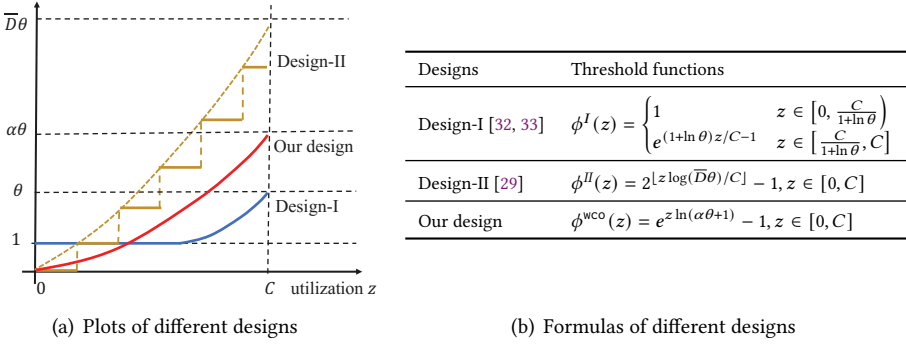 D̅θ
Design-II
αθ
Our design
θ
Design-I
1
0
C
utilization z
(a) Plots of different designs
Designs Threshold functions
Design-I [32, 33] ϕ^I(z) = { 1 z ∈ [0, C/(1+ln θ))
e^{(1+ln θ)z/C−1} z ∈ [C/(1+ln θ), C]
Design-II [29] ϕ^{II}(z) = 2^{⌊z log(D̅θ)/C⌋} − 1, z ∈ [0, C]
Our design ϕ^{wco}(z) = e^{z ln(αθ+1)} − 1, z ∈ [0, C]
(b) Formulas of different designs